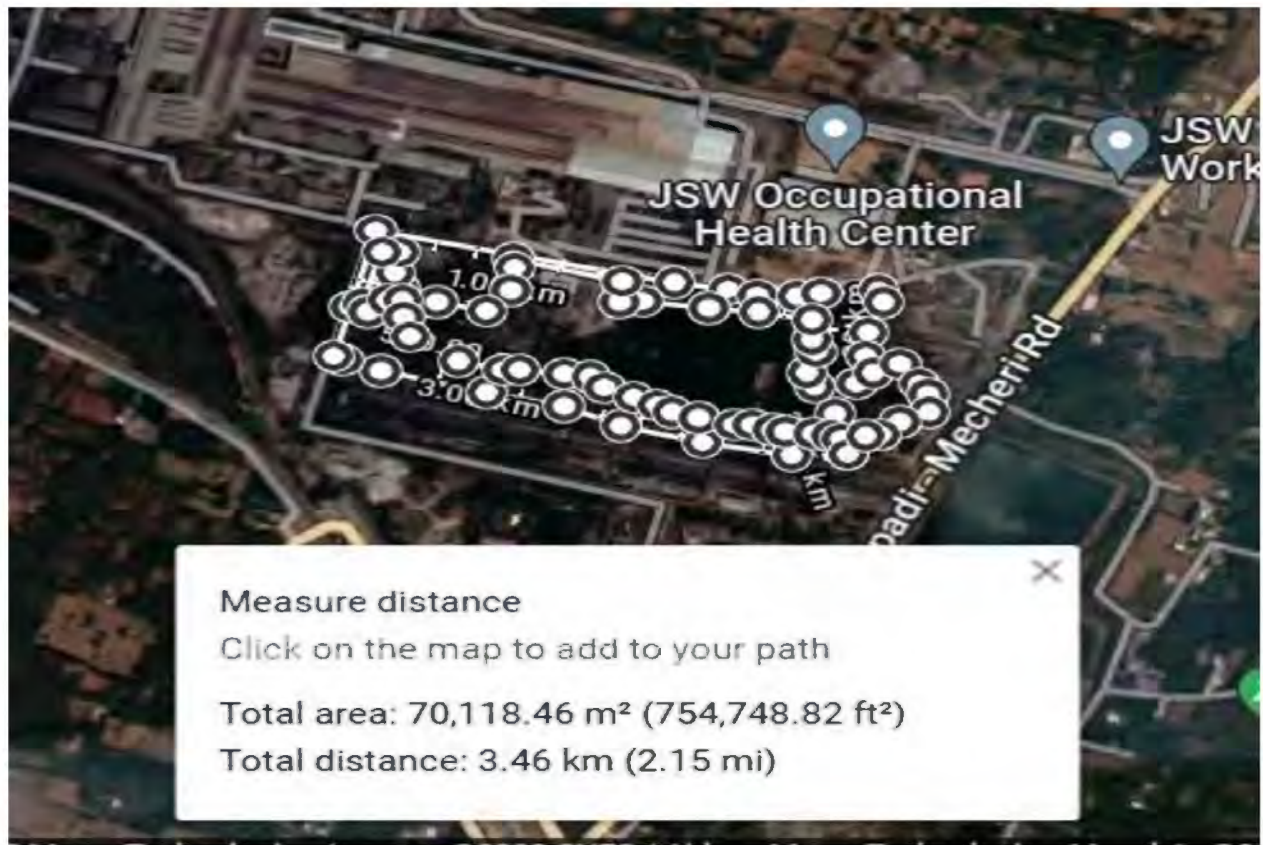 JSW
Work
JSW Occupational
Health Center
km
padi - Mecheri Rd
3.0 km
km
Measure distance
Click on the map to add to your path
Total area: 70,118.46 m² (754,748.82 ft²)
Total distance: 3.46 km (2.15 mi)